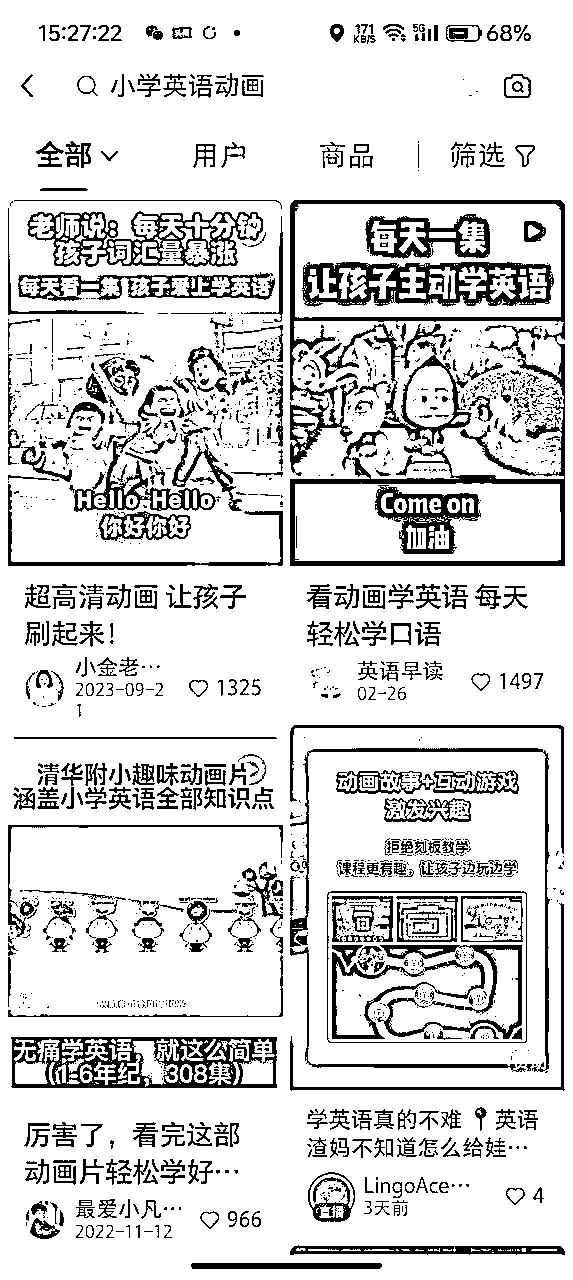 15:27:22
171 KB/S 5G 68%
小学英语动画
全部
用户
商品
筛选
老师说：每天十分钟
孩子词汇量暴涨
每天看一集 孩子爱上学英语
Hello Hello
你好你好
超高清动画 让孩子
刷起来！
小金老…
2023-09-2
1
1325
每天一集
让孩子主动学英语
Come on
加油
看动画学英语 每天
轻松学口语
英语早读
02-26
1497
清华附小趣味动画片
涵盖小学英语全部知识点
无痛学英语，就这么简单
(1-6年纪，308集)
厉害了，看完这部
动画片轻松学好…
最爱小凡…
2022-11-12
966
动画故事+互动游戏
激发兴趣
拒绝刻板教学
课程更有趣，让孩子边玩边学
学英语真的不难 英语
渣妈不知道怎么给娃…
LingoAce…
3天前
直播
4